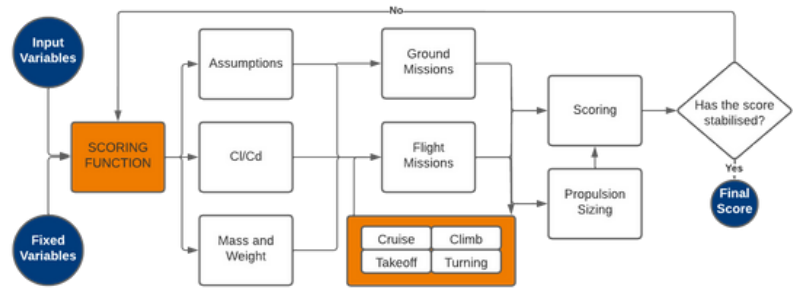 No
Input
Variables
SCORING
FUNCTION
Fixed
Variables
Assumptions
Cl/Cd
Mass and
Weight
Ground
Missions
Flight
Missions
Cruise
Climb
Takeoff
Turning
Scoring
Propulsion
Sizing
Has the score
stabilised?
Yes
Final
Score